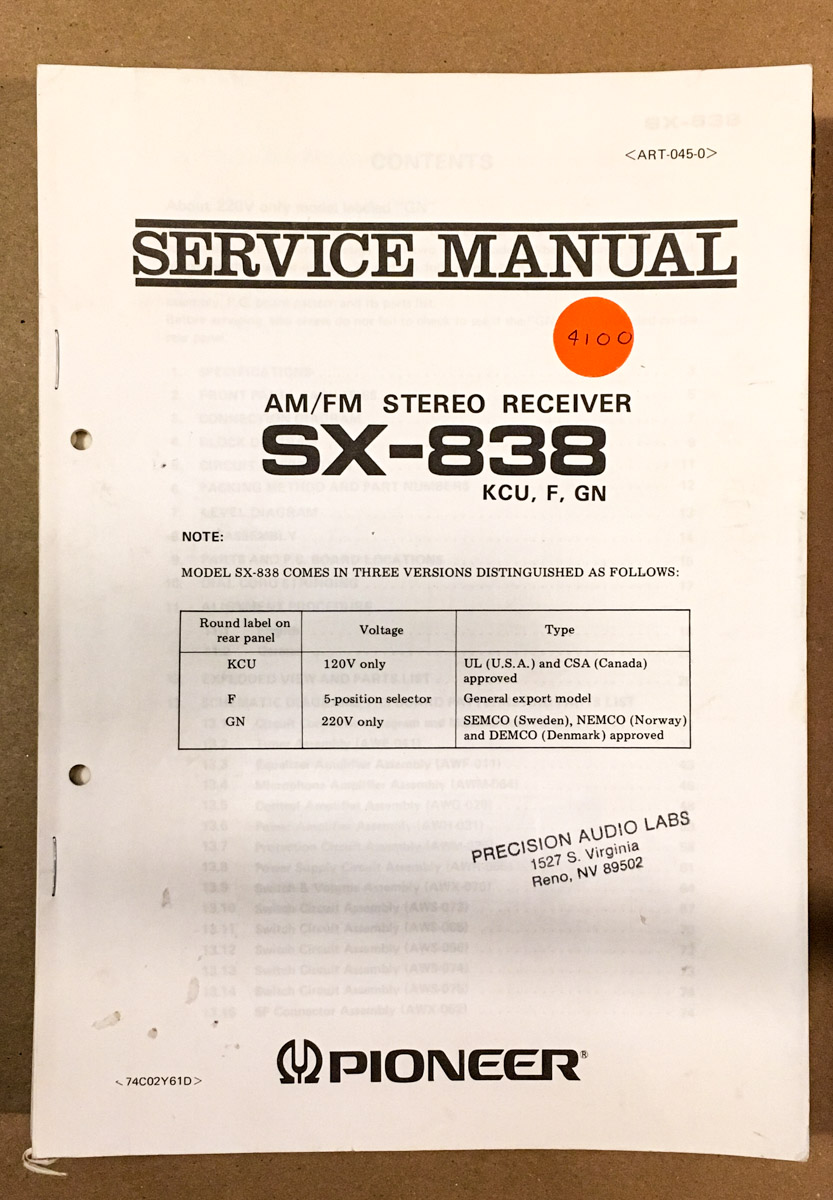 <ART-045-0>
SERVICE MANUAL
4100
AM/FM STEREO RECEIVER
SX-838
KCU, F, GN
NOTE:
MODEL SX-838 COMES IN THREE VERSIONS DISTINGUISHED AS FOLLOWS:
Round label on rear panel Voltage Type
KCU 120V only UL (U.S.A.) and CSA (Canada) approved
F 5-position selector General export model
GN 220V only SEMCO (Sweden), NEMCO (Norway) and DEMCO (Denmark) approved
PRECISION AUDIO LABS
1527 S. Virginia
Reno, NV 89502
PIONEER®
<74C02Y61D>